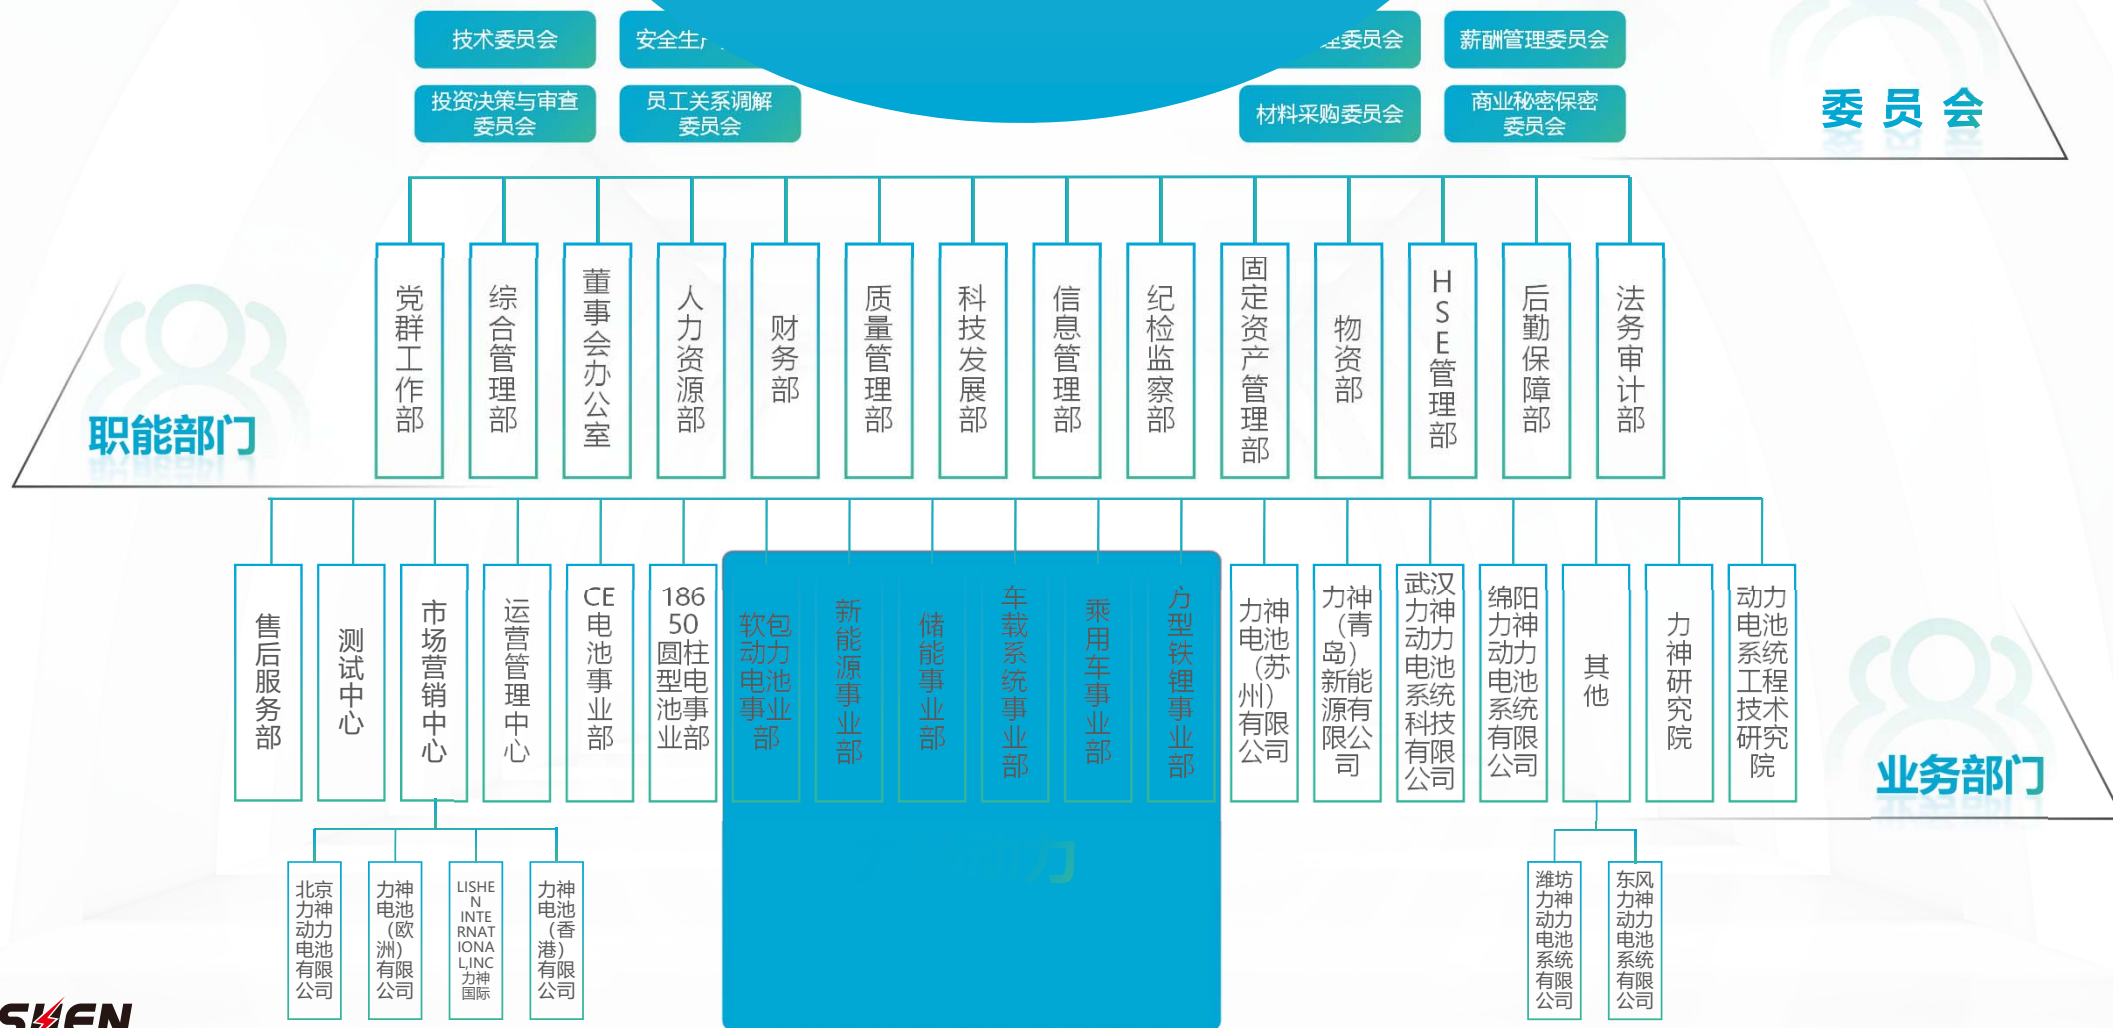 技术委员会
安全生
理委员会
薪酬管理委员会
投资决策与审查
委员会
员工关系调解
委员会
材料采购委员会
商业秘密保密
委员会
委员会
党群工作部
综合管理部
董事会办公室
人力资源部
财务部
质量管理部
科技发展部
信息管理部
纪检监察部
固定资产管理部
物资部
HSE管理部
后勤保障部
法务审计部
职能部门
售后服务部
测试中心
市场营销中心
运营管理中心
CE
电池事业部
186
50
圆柱
型电
池事
业部
软包
动力
电池
事业
部
新能源事业部
储能事业部
车载系统事业部
乘用车事业部
方型铁锂事业部
力神
电池
（苏
州）
有限
公司
力神
（青
岛）
新能
源有
限公
司
武汉
力神
动力
电池
系统
科技
有限
公司
绵阳
力神
动力
电池
系统
有限
公司
其他
力神研究院
动力
电池
系统
工程
技术
研究
院
业务部门
力
北京
力神
动力
电池
有限
公司
力神
电池
（欧
洲）
有限
公司
LISHE
N
INTE
RNAT
IONA
L,INC
力神
国际
力神
电池
（香
港）
有限
公司
潍坊
力神
动力
电池
系统
有限
公司
东风
力神
动力
电池
系统
有限
公司
SHEN